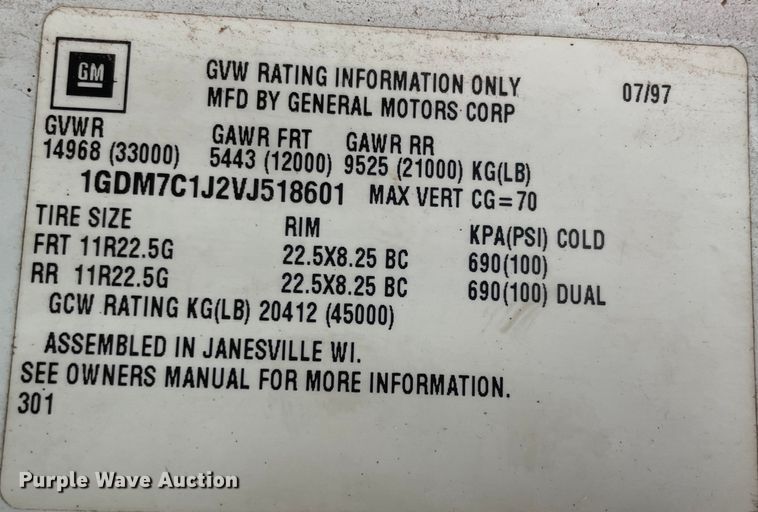 GM
GVW RATING INFORMATION ONLY 07/97
MFD BY GENERAL MOTORS CORP
GVWR GAWR FRT GAWR RR
14968 (33000) 5443 (12000) 9525 (21000) KG(LB)
1GDM7C1J2VJ518601 MAX VERT CG=70
TIRE SIZE RIM KPA(PSI) COLD
FRT 11R22.5G 22.5X8.25 BC 690(100)
RR 11R22.5G 22.5X8.25 BC 690(100) DUAL
GCW RATING KG(LB) 20412 (45000)
ASSEMBLED IN JANESVILLE WI.
SEE OWNERS MANUAL FOR MORE INFORMATION.
301
Purple Wave Auction